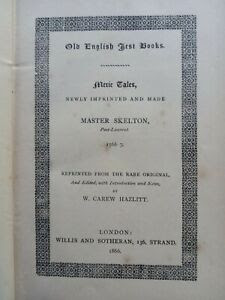 Old English Jest Books.
Merie Tales,
NEWLY IMPRINTED AND MADE
BY
MASTER SKELTON,
Poet-Laureat.
1566-7.
REPRINTED FROM THE RARE ORIGINAL,
And Edited, with Introduction and Notes,
BY
W. CAREW HAZLITT.
LONDON:
WILLIS AND SOTHERAN, 136, STRAND.
1866.